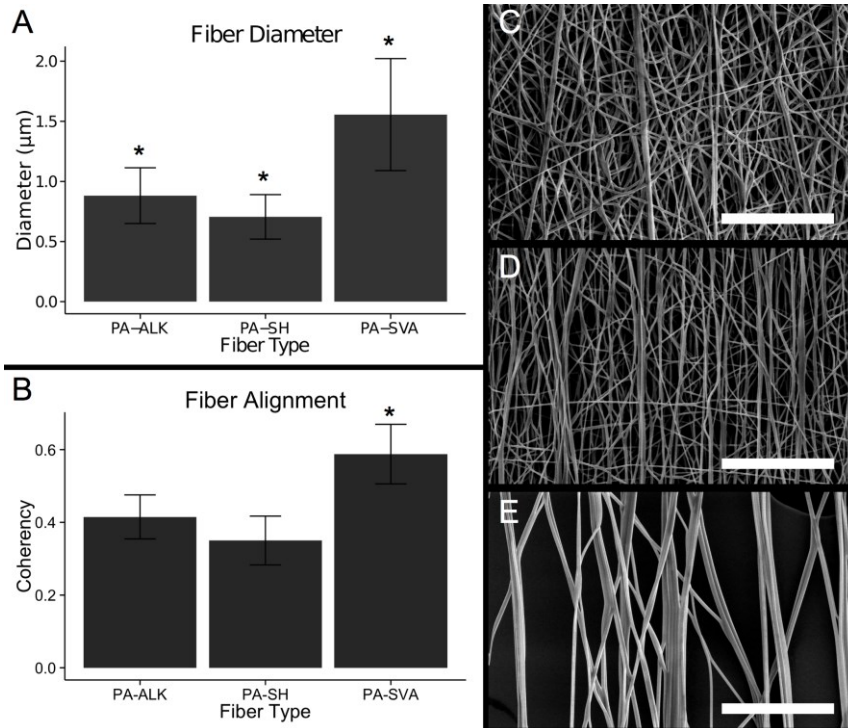 A
Fiber Diameter
*
*
*
2.0
1.5
1.0
0.5
0.0
Diameter (µm)
PA–ALK PA–SH PA–SVA
Fiber Type
B
Fiber Alignment
*
0.6
0.4
0.2
0.0
Coherency
PA-ALK PA-SH PA-SVA
Fiber Type
C
D
E